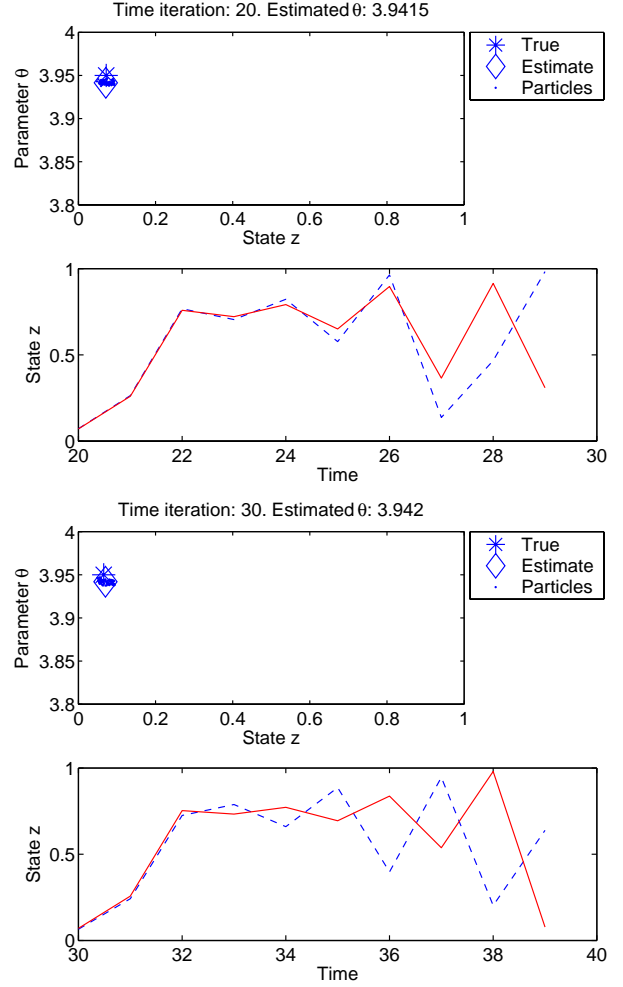 Time iteration: 20. Estimated θ: 3.9415
4
3.95
3.9
3.85
3.8
Parameter θ
0 0.2 0.4 0.6 0.8 1
State z
True
Estimate
Particles
1
0.5
0
State z
20 22 24 26 28 30
Time
Time iteration: 30. Estimated θ: 3.942
4
3.95
3.9
3.85
3.8
Parameter θ
0 0.2 0.4 0.6 0.8 1
State z
True
Estimate
Particles
1
0.5
0
State z
30 32 34 36 38 40
Time